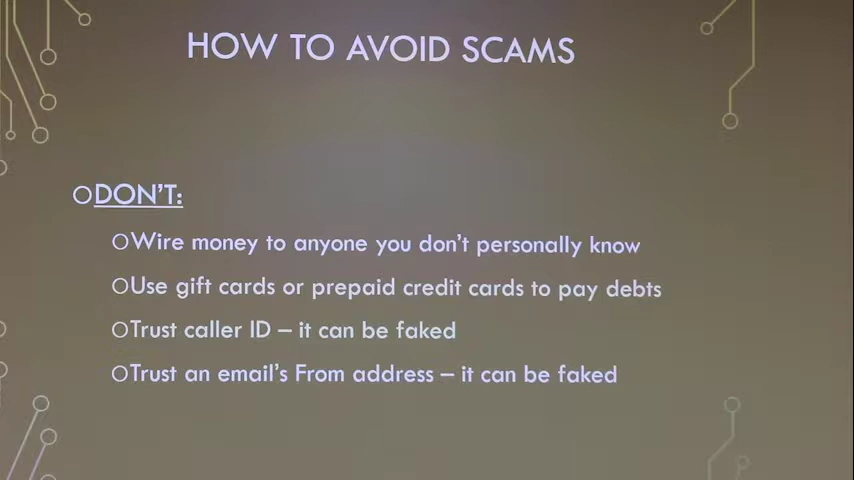 HOW TO AVOID SCAMS
DON'T:
Wire money to anyone you don't personally know
Use gift cards or prepaid credit cards to pay debts
Trust caller ID – it can be faked
Trust an email's From address – it can be faked